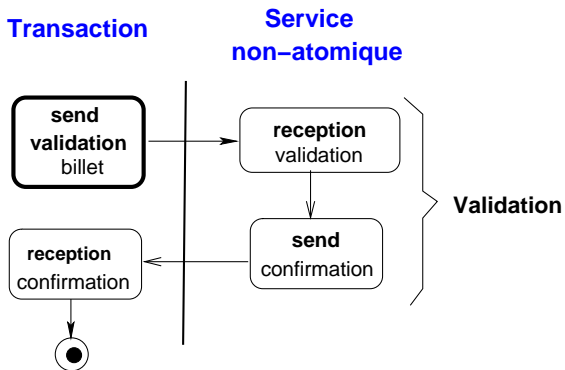 Transaction
Service
non−atomique
send
validation
billet
reception
validation
Validation
send
confirmation
reception
confirmation